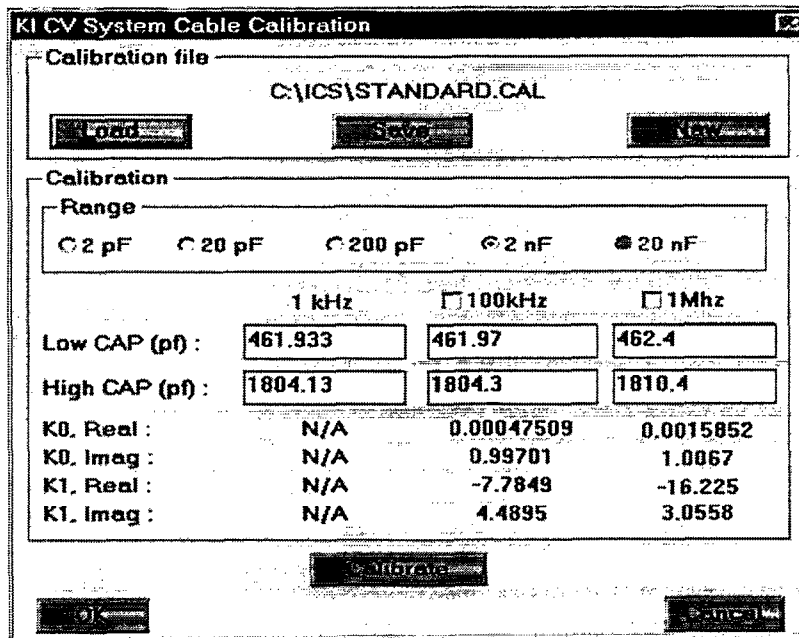 KI CV System Cable Calibration
Calibration file
C:\ICS\STANDARD.CAL
Load Save New
Calibration
Range
2 pF 20 pF 200 pF 2 nF 20 nF
1 kHz 100kHz 1Mhz
Low CAP (pf) : 461.933 461.97 462.4
High CAP (pf) : 1804.13 1804.3 1810.4
K0, Real : N/A 0.00047509 0.0015852
K0, Imag : N/A 0.99701 1.0067
K1, Real : N/A -7.7849 -16.225
K1, Imag : N/A 4.4895 3.0558
Calibrate
OK Cancel